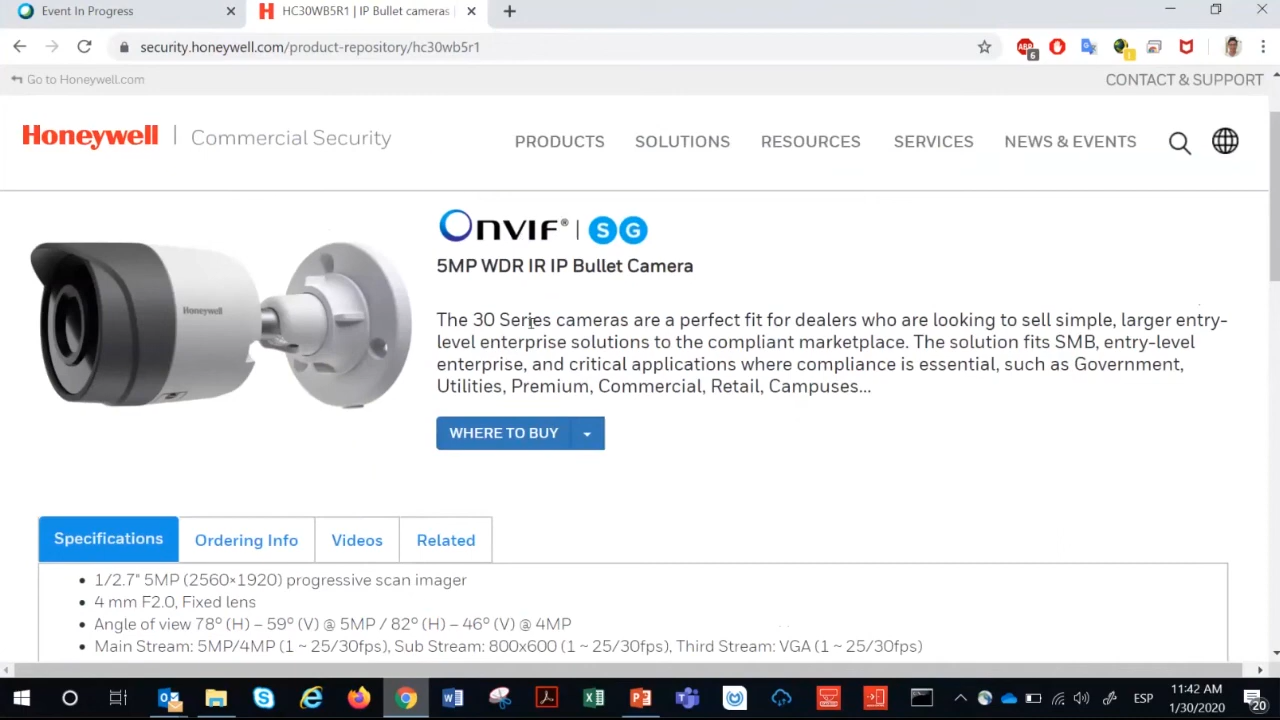 Event In Progress
HC30WB5R1 | IP Bullet cameras |
security.honeywell.com/product-repository/hc30wb5r1
ABP
6
Go to Honeywell.com
CONTACT & SUPPORT
Honeywell | Commercial Security
PRODUCTS SOLUTIONS RESOURCES SERVICES NEWS & EVENTS
ONVIF® | S G
5MP WDR IR IP Bullet Camera
Honeywell
The 30 Series cameras are a perfect fit for dealers who are looking to sell simple, larger entry-
level enterprise solutions to the compliant marketplace. The solution fits SMB, entry-level
enterprise, and critical applications where compliance is essential, such as Government,
Utilities, Premium, Commercial, Retail, Campuses...
WHERE TO BUY
Specifications Ordering Info Videos Related
• 1/2.7" 5MP (2560×1920) progressive scan imager
• 4 mm F2.0, Fixed lens
• Angle of view 78º (H) – 59º (V) @ 5MP / 82º (H) – 46º (V) @ 4MP
• Main Stream: 5MP/4MP (1 ~ 25/30fps), Sub Stream: 800x600 (1 ~ 25/30fps), Third Stream: VGA (1 ~ 25/30fps)
ESP
11:42 AM
1/30/2020
20